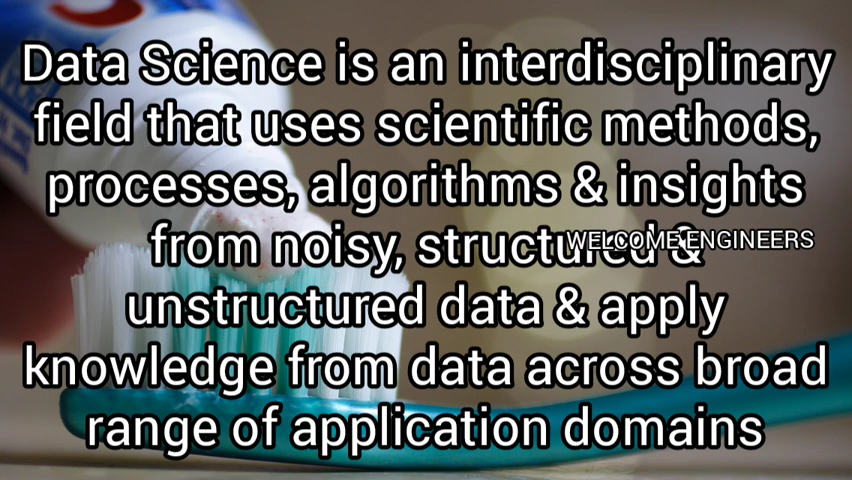 Data Science is an interdisciplinary
field that uses scientific methods,
processes, algorithms & insights
from noisy, structured &
WELCOME ENGINEERS
unstructured data & apply
knowledge from data across broad
range of application domains